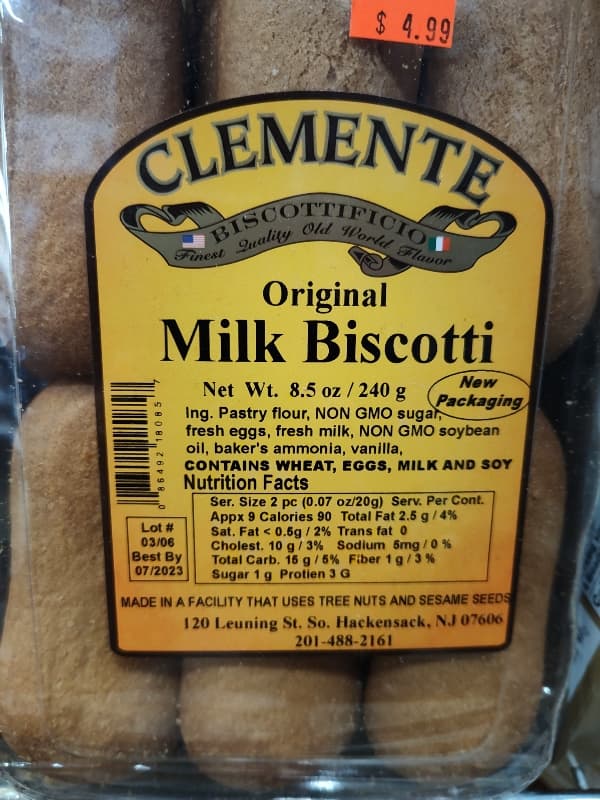 $ 4.99
CLEMENTE
BISCOTTIFICIO
Finest Quality Old World Flavor
Original
Milk Biscotti
Net Wt. 8.5 oz / 240 g
New
Packaging
Ing. Pastry flour, NON GMO sugar,
fresh eggs, fresh milk, NON GMO soybean
oil, baker's ammonia, vanilla,
CONTAINS WHEAT, EGGS, MILK AND SOY
Nutrition Facts
Ser. Size 2 pc (0.07 oz/20g) Serv. Per Cont.
Appx 9 Calories 90 Total Fat 2.5 g / 4%
Sat. Fat < 0.5g / 2% Trans fat 0
Cholest. 10 g / 3% Sodium 5mg / 0 %
Total Carb. 15 g / 5% Fiber 1 g / 3 %
Sugar 1 g Protien 3 G
0 86492 18085 7
Lot #
03/06
Best By
07/2023
MADE IN A FACILITY THAT USES TREE NUTS AND SESAME SEEDS
120 Leuning St. So. Hackensack, NJ 07606
201-488-2161